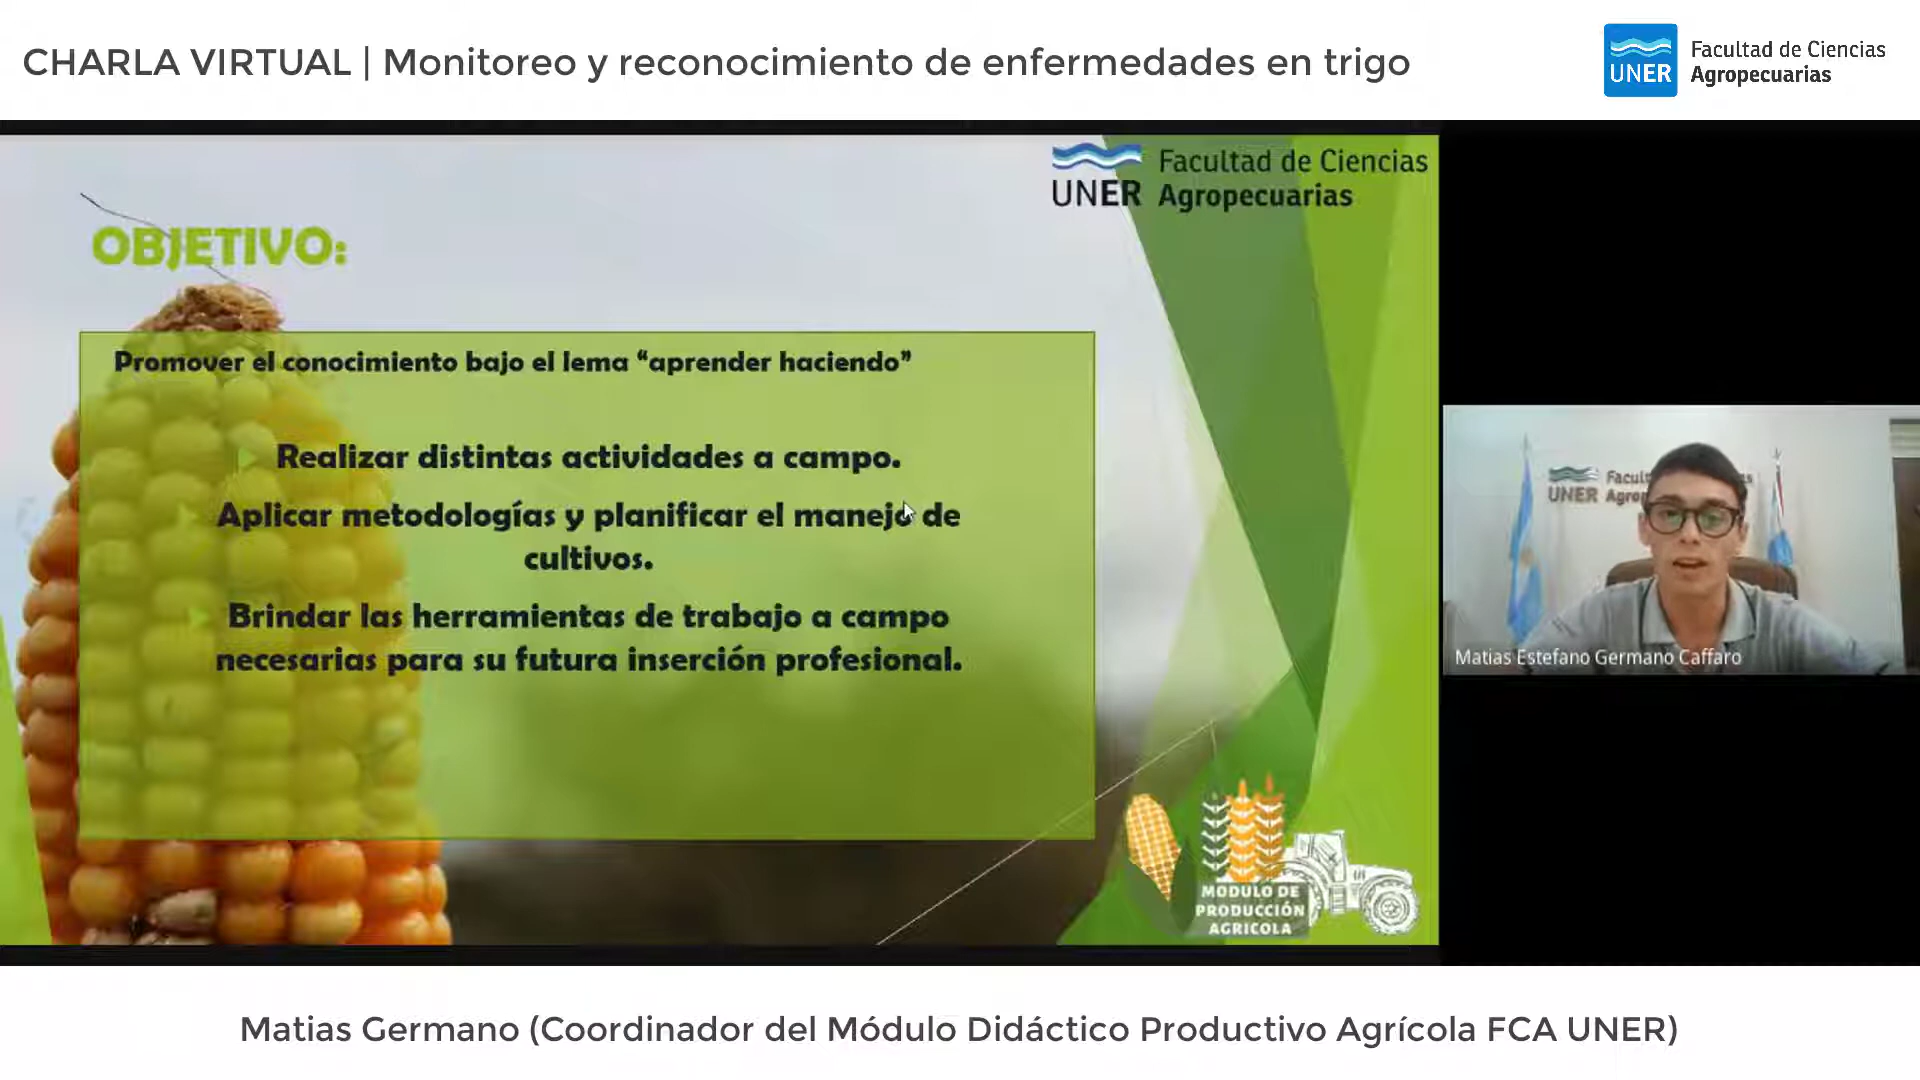 CHARLA VIRTUAL | Monitoreo y reconocimiento de enfermedades en trigo
UNER
Facultad de Ciencias
Agropecuarias
UNER
Facultad de Ciencias
Agropecuarias
OBJETIVO:
Promover el conocimiento bajo el lema “aprender haciendo”
Realizar distintas actividades a campo.
Aplicar metodologías y planificar el manejo de
cultivos.
Brindar las herramientas de trabajo a campo
necesarias para su futura inserción profesional.
MODULO DE
PRODUCCIÓN
AGRICOLA
UNER
Matias Estefano Germano Caffaro
Matias Germano (Coordinador del Módulo Didáctico Productivo Agrícola FCA UNER)